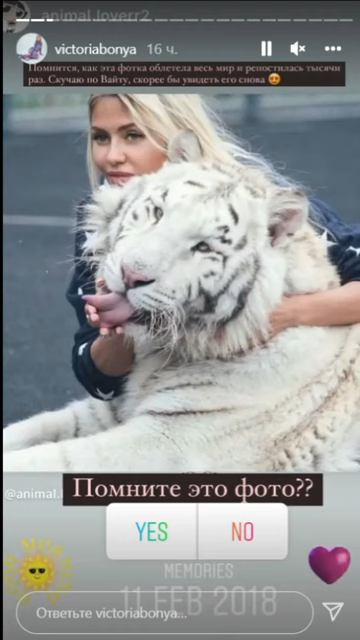 animal.loverr2
victoriabonya 16 ч.
Помнится, как эта фотка облетела весь мир и репостилась тысячи
раз. Скучаю по Вайту, скорее бы увидеть его снова 😍
@animal.l
Помните это фото??
YES NO
MEMORIES
11 FEB 2018
Ответьте victoriabonya...